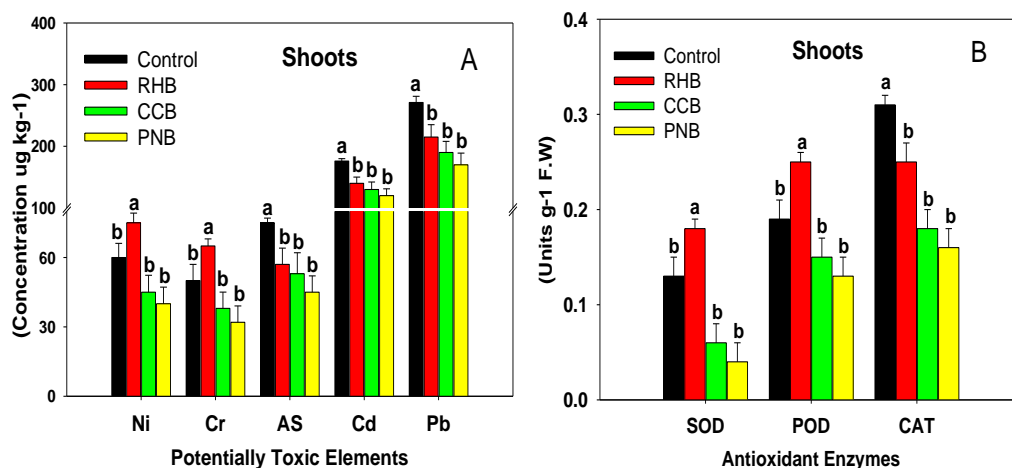 Shoots
A
Control
RHB
CCB
PNB
(Concentration ug kg-1)
400
300
200
100
60
30
0
b a b b
b a b b
a b b b
a b b b
a b b b
Ni Cr AS Cd Pb
Potentially Toxic Elements
Shoots
B
Control
RHB
CCB
PNB
(Units g-1 F.W)
0.4
0.3
0.2
0.1
0.0
b a b b
b a b b
a b b b
SOD POD CAT
Antioxidant Enzymes